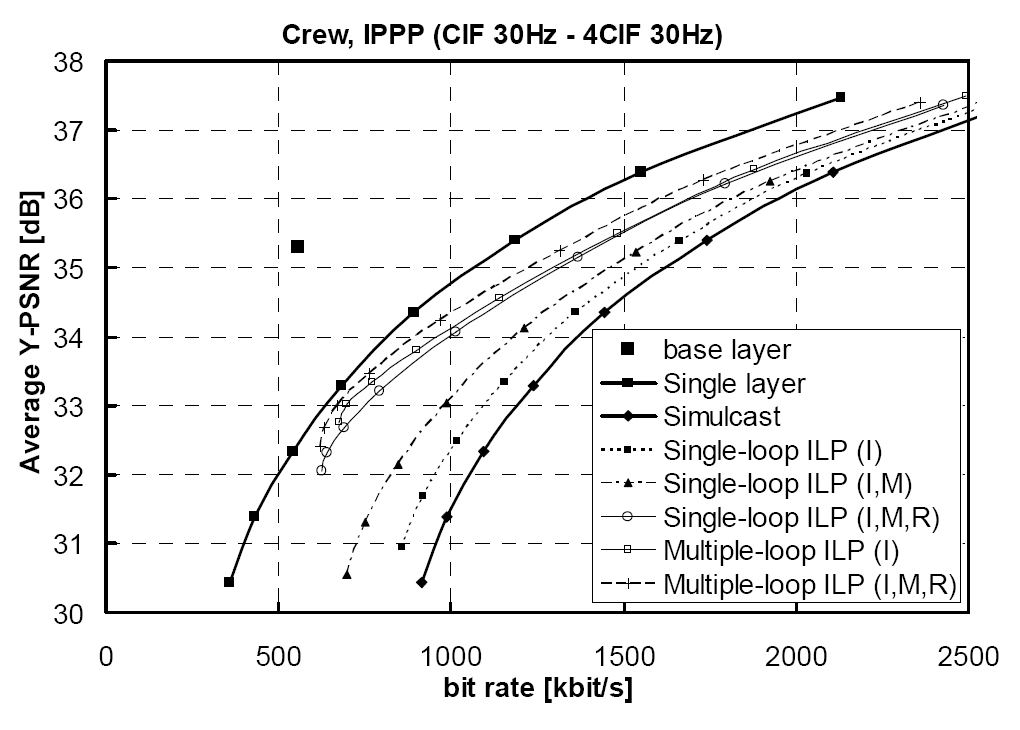 Crew, IPPP (CIF 30Hz - 4CIF 30Hz)
38
37
36
35
34
33
32
31
30
Average Y-PSNR [dB]
base layer
Single layer
Simulcast
Single-loop ILP (I)
Single-loop ILP (I,M)
Single-loop ILP (I,M,R)
Multiple-loop ILP (I)
Multiple-loop ILP (I,M,R)
0 500 1000 1500 2000 2500
bit rate [kbit/s]